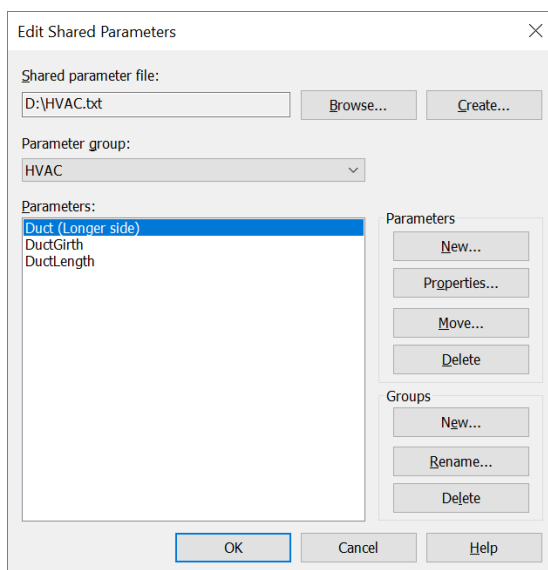 Edit Shared Parameters
Shared parameter file:
D:\HVAC.txt
Browse...
Create...
Parameter group:
HVAC
Parameters:
Duct (Longer side)
DuctGirth
DuctLength
Parameters
New...
Properties...
Move...
Delete
Groups
New...
Rename...
Delete
OK
Cancel
Help